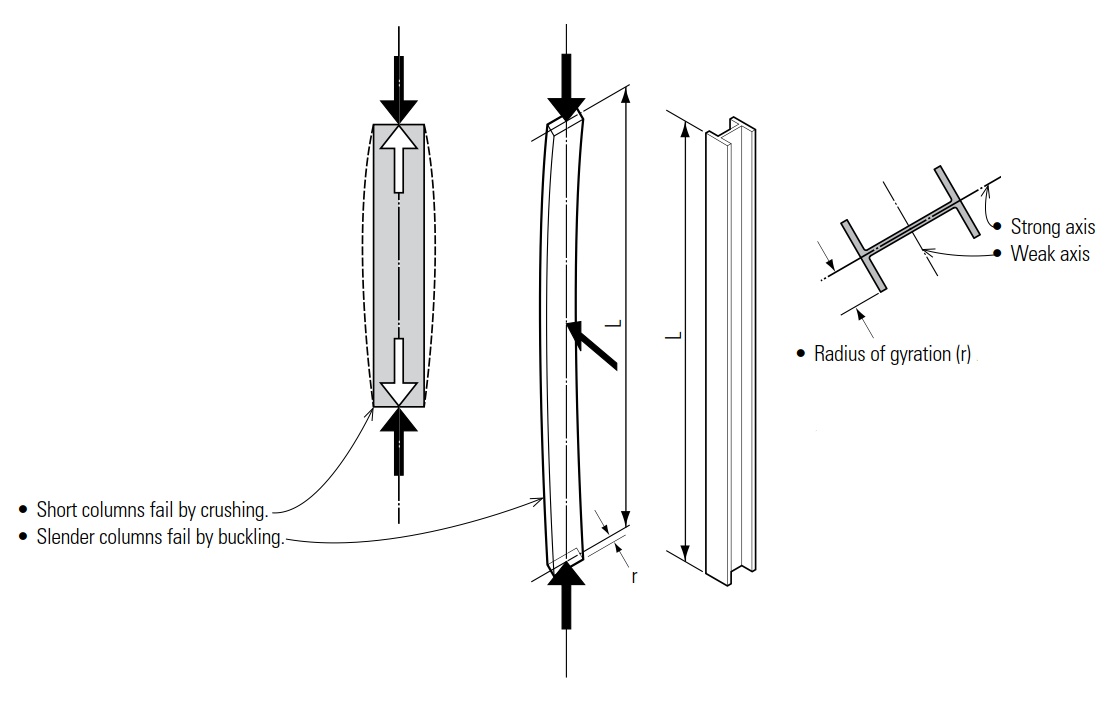 L
L
• Strong axis
• Weak axis
• Radius of gyration (r)
• Short columns fail by crushing.
• Slender columns fail by buckling.
r